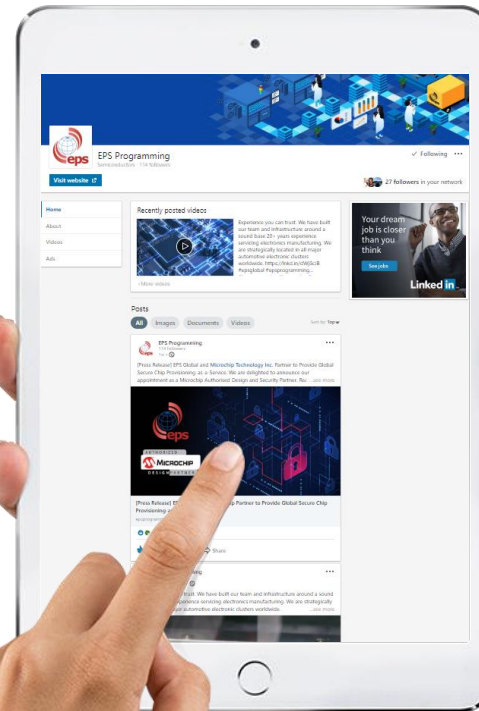 eps
EPS Programming
Semiconductors · 114 followers
Visit website
✓ Following ...
27 followers in your network
Home
About
Videos
Ads
Recently posted videos
Experience you can trust. We have built
our team and infrastructure around a
sound base 20+ years experience
servicing electronics manufacturing. We
are strategically located in all major
automotive electronic clusters
#epsglobal #epsprogramming...
+ More videos
Your dream
job is closer
than you
think
See jobs
Linked in
Posts
All
Images
Documents
Videos
Sort by: Top
EPS Programming
114 followers
...
[Press Release] EPS Global and Microchip Technology Inc. Partner to Provide Global
Secure Chip Provisioning as a Service. We are delighted to announce our
appointment as a Microchip Authorised Design and Security Partner.
...see more
eps
AUTHORIZED
MICROCHIP
DESIGN PARTNER
[Press Release]
Partner to Provide Global Secure Chip
Provisioning
Share
...
trust. We have built our team and infrastructure around a sound
experience servicing electronics manufacturing. We are strategically
automotive electronic clusters worldwide.
...see more